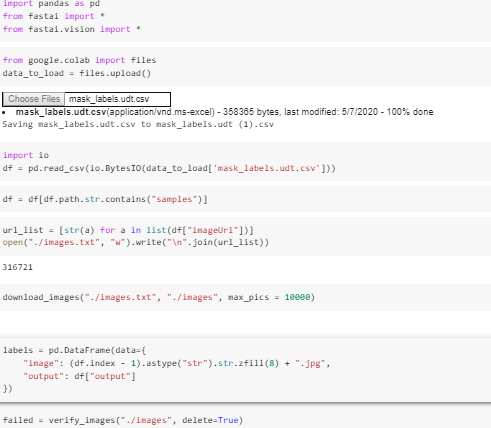 import pandas as pd
from fastai import *
from fastai.vision import *
from google.colab import files
data_to_load = files.upload()
Choose Files mask_labels.udt.csv
• mask_labels.udt.csv(application/vnd.ms-excel) - 358365 bytes, last modified: 5/7/2020 - 100% done
Saving mask_labels.udt.csv to mask_labels.udt (1).csv
import io
df = pd.read_csv(io.BytesIO(data_to_load['mask_labels.udt.csv']))
df = df[df.path.str.contains("samples")]
url_list = [str(a) for a in list(df["imageUrl"])]
open("./images.txt", "w").write("\n".join(url_list))
316721
download_images("./images.txt", "./images", max_pics = 10000)
labels = pd.DataFrame(data={
    "image": (df.index - 1).astype("str").str.zfill(8) + ".jpg",
    "output": df["output"]
})
failed = verify_images("./images", delete=True)